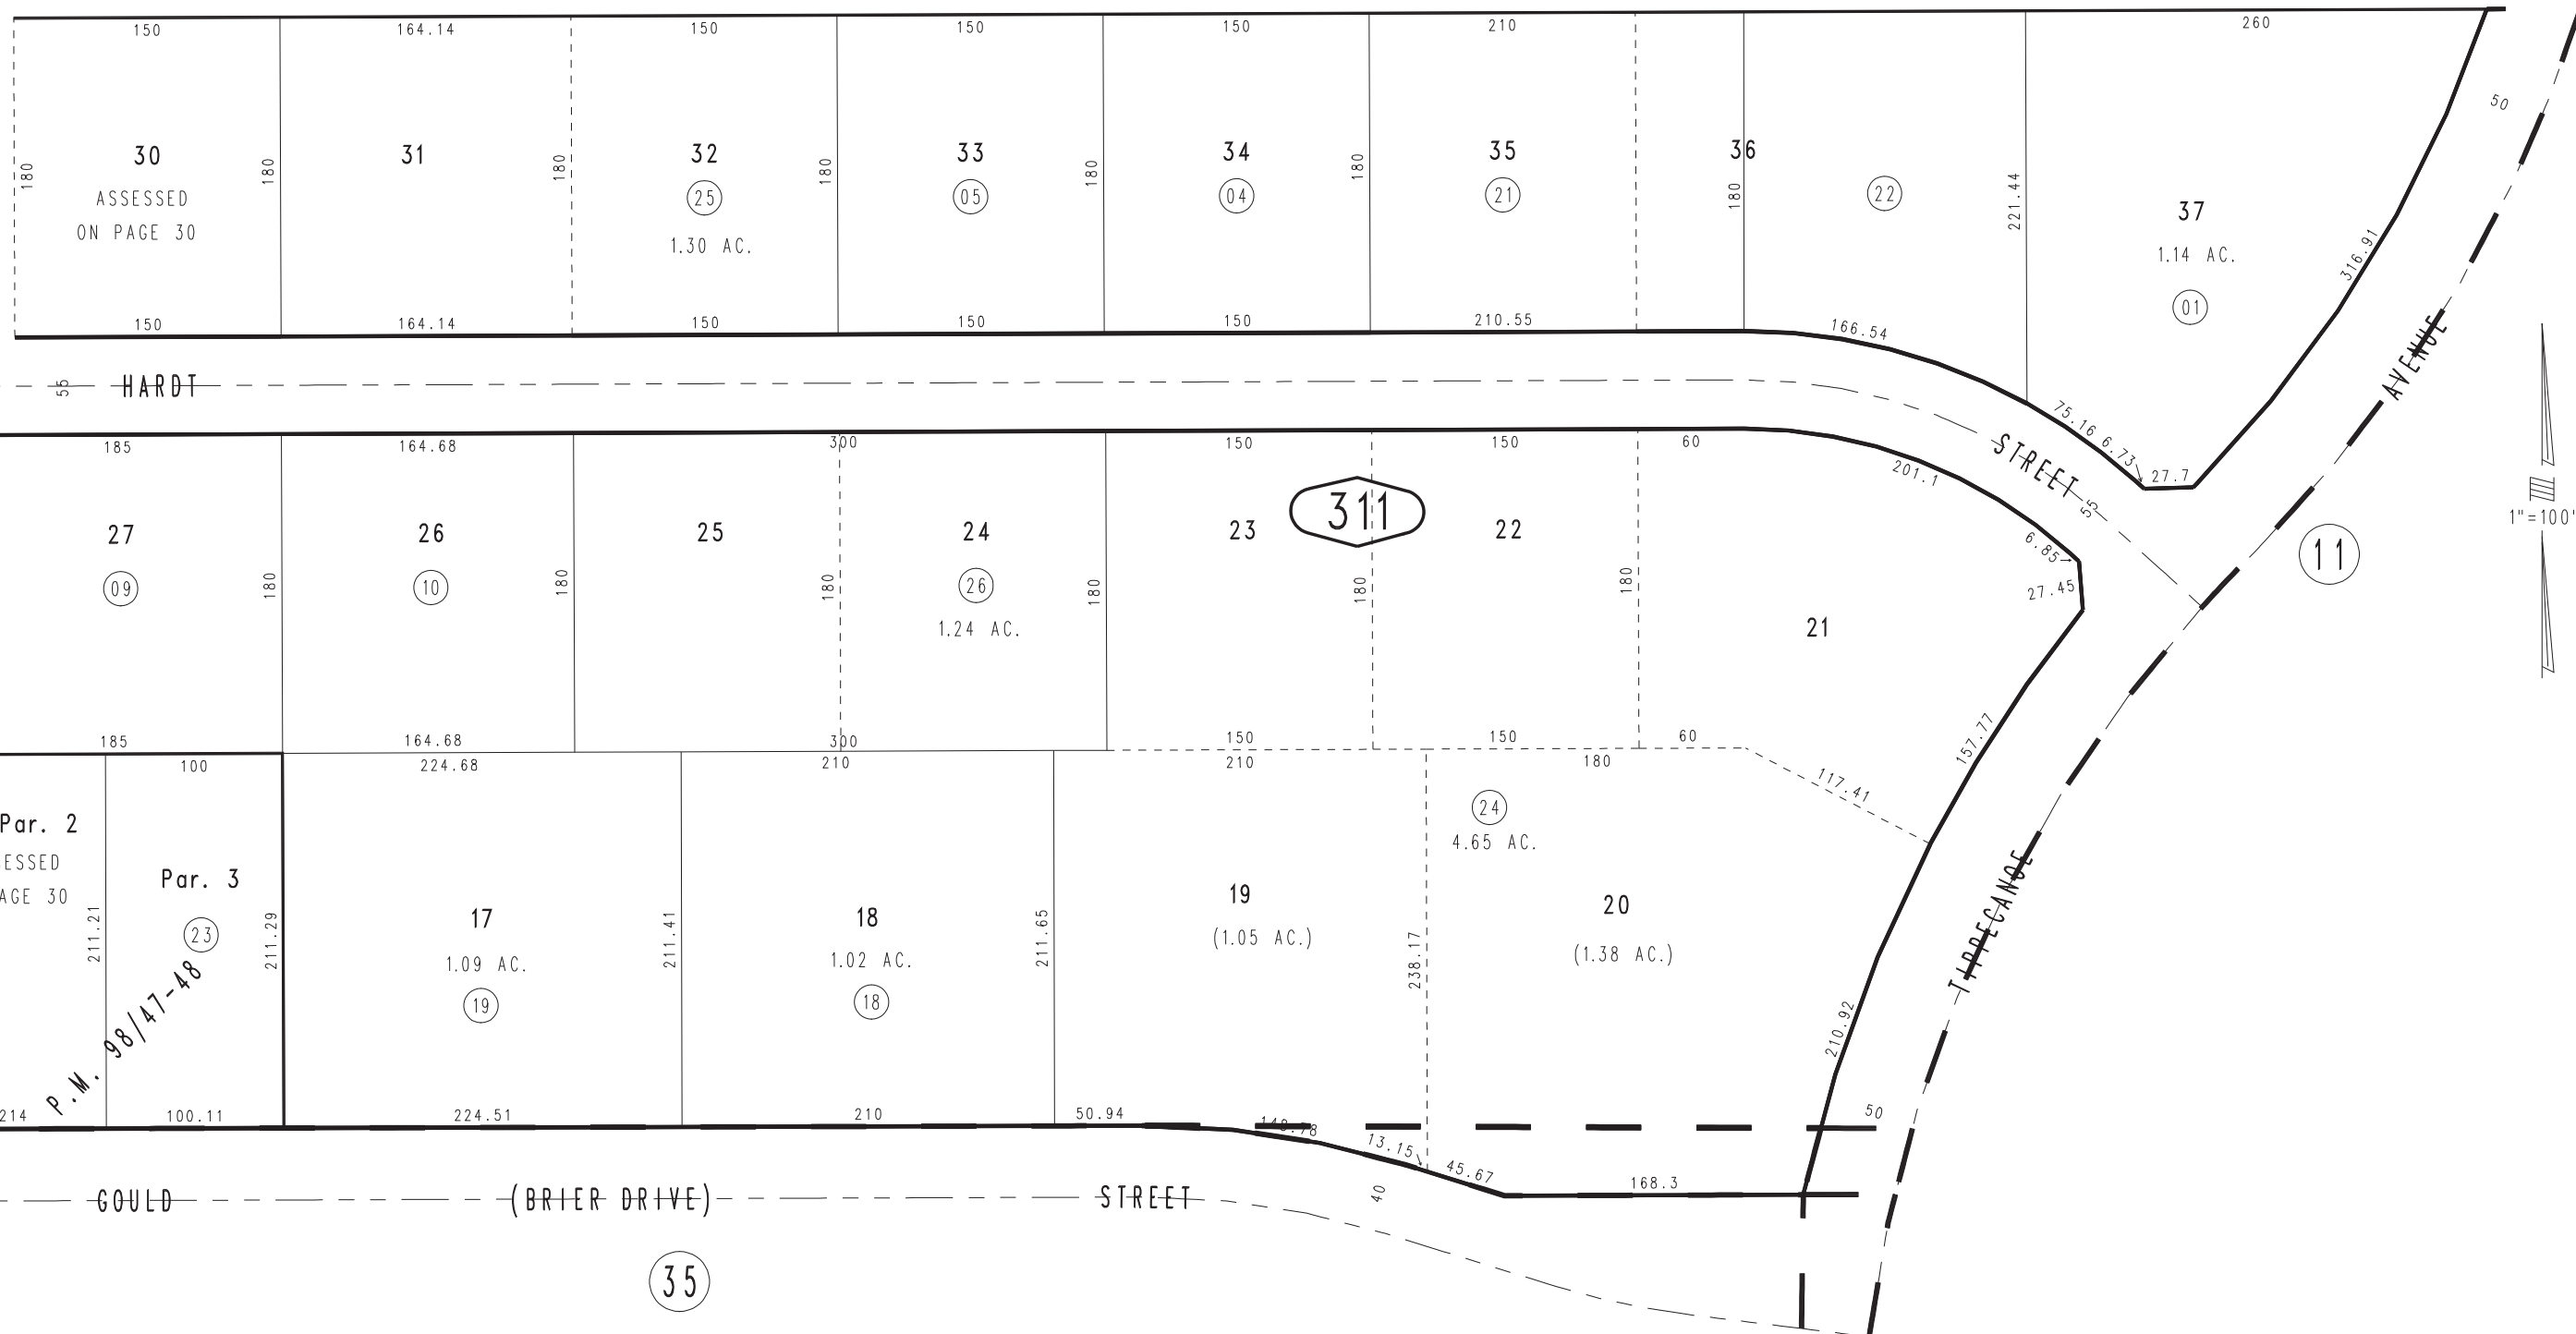 150 164.14 150 150 150 210 260
50
30 31 32 33 34 35 36
ASSESSED
ON PAGE 30
25 05 04 21 22
1.30 AC.
180 180 180 180 180 180 180 221.44
37
1.14 AC.
01
316.91
150 164.14 150 150 150 210.55 166.54
55 HARDT STREET 55
75.16 6.73 27.7
AVENUE
1"=100'
11
185 164.68 300 150 150 60 201.1
6.85
27.45
311
27 26 25 24 23 22 21
09 10 26
1.24 AC.
180 180 180 180 180 180
157.77
185 164.68 300 150 150 60
100 224.68 210 210 180 117.41
Par. 2
ESSED
AGE 30
Par. 3
23
211.21 211.29 211.41 211.65 238.17
P.M. 98/47-48
17
1.09 AC.
19
18
1.02 AC.
18
19
(1.05 AC.)
24
4.65 AC.
20
(1.38 AC.)
210.92
TIPPECANOE
214 100.11 224.51 210 50.94 148.78 13.15 45.67 168.3 50
GOULD (BRIER DRIVE) STREET 40
35